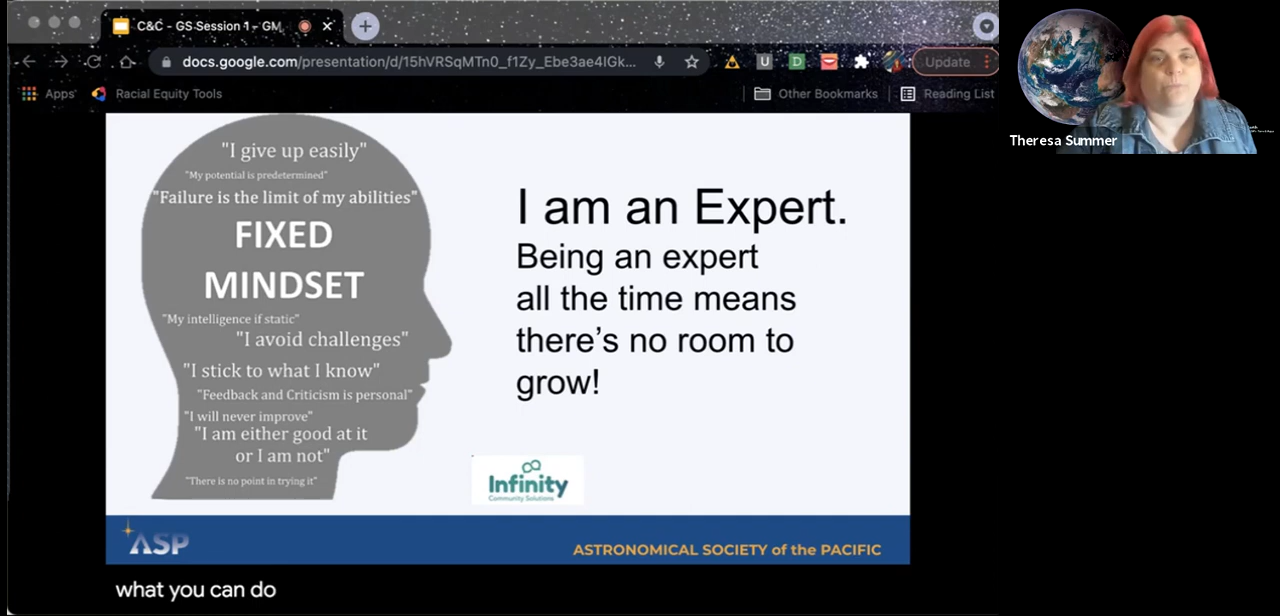 C&C - GS Session 1 - GM
docs.google.com/presentation/d/15hVRSqMTn0_f1Zy_Ebe3ae4IGk...
Update
Apps
Racial Equity Tools
Other Bookmarks
Reading List
Theresa Summer
"I give up easily"
"My potential is predetermined"
"Failure is the limit of my abilities"
FIXED
MINDSET
"My intelligence if static"
"I avoid challenges"
"I stick to what I know"
"Feedback and Criticism is personal"
"I will never improve"
"I am either good at it
or I am not"
"There is no point in trying it"
I am an Expert.
Being an expert
all the time means
there's no room to
grow!
Infinity
Community Solutions
ASP
ASTRONOMICAL SOCIETY of the PACIFIC
what you can do